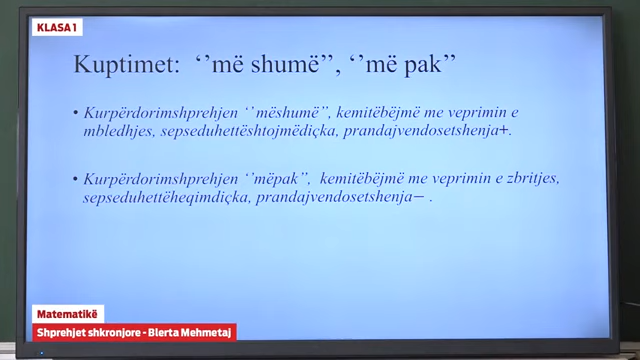 KLASA 1
Kuptimet: ‘’më shumë’’, ‘’më pak’’
• Kurpërdorimshprehjen ‘’mëshumë’’, kemitëbëjmë me veprimin e
mbledhjes, sepseduhettështojmëdiçka, prandajvendosetshenja+.
• Kurpërdorimshprehjen ‘’mëpak’’, kemitëbëjmë me veprimin e zbritjes,
sepseduhettëheqimdiçka, prandajvendosetshenja− .
Matematikë
Shprehjet shkronjore - Blerta Mehmetaj